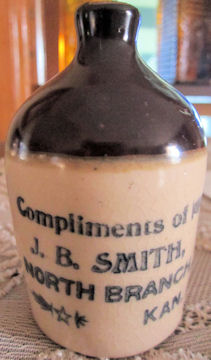 Compliments of
J. B. SMITH,
NORTH BRANCH
KAN.